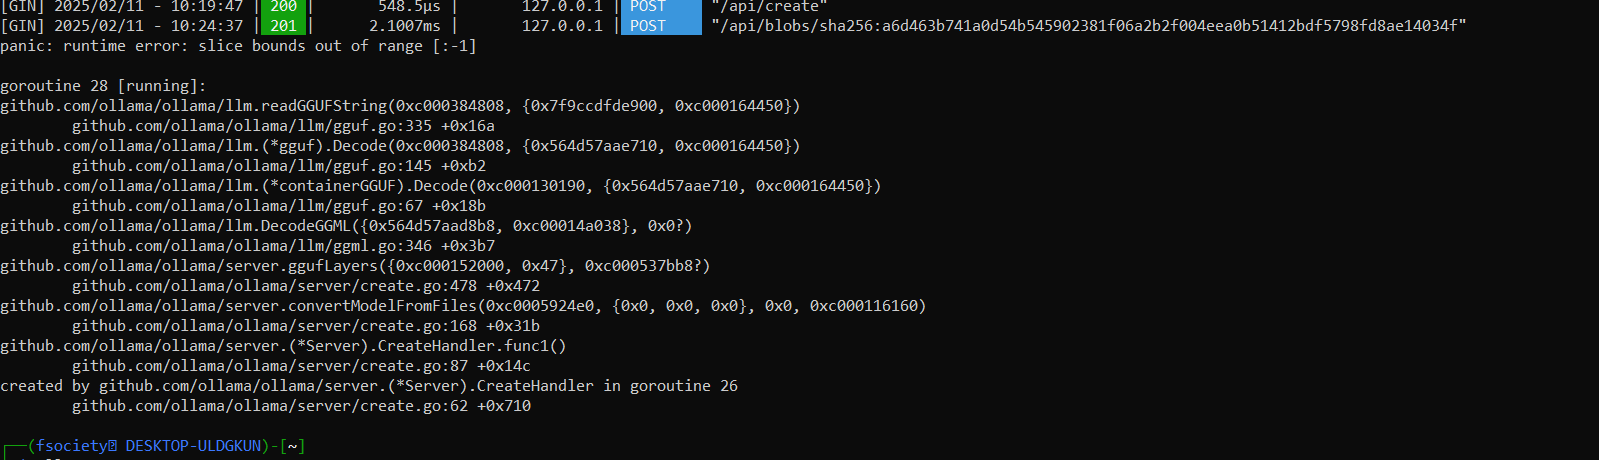 [GIN] 2025/02/11 - 10:19:47 | 200 | 548.5µs | 127.0.0.1 | POST "/api/create"
[GIN] 2025/02/11 - 10:24:37 | 201 | 2.1007ms | 127.0.0.1 | POST "/api/blobs/sha256:a6d463b741a0d54b545902381f06a2b2f004eea0b51412bdf5798fd8ae14034f"
panic: runtime error: slice bounds out of range [:-1]
goroutine 28 [running]:
github.com/ollama/ollama/llm.readGGUFString(0xc000384808, {0x7f9ccdfde900, 0xc000164450})
github.com/ollama/ollama/llm/gguf.go:335 +0x16a
github.com/ollama/ollama/llm.(*gguf).Decode(0xc000384808, {0x564d57aae710, 0xc000164450})
github.com/ollama/ollama/llm/gguf.go:145 +0xb2
github.com/ollama/ollama/llm.(*containerGGUF).Decode(0xc000130190, {0x564d57aae710, 0xc000164450})
github.com/ollama/ollama/llm/gguf.go:67 +0x18b
github.com/ollama/ollama/llm.DecodeGGML({0x564d57aad8b8, 0xc00014a038}, 0x0?)
github.com/ollama/ollama/llm/ggml.go:346 +0x3b7
github.com/ollama/ollama/server.ggufLayers({0xc000152000, 0x47}, 0xc000537bb8?)
github.com/ollama/ollama/server/create.go:478 +0x472
github.com/ollama/ollama/server.convertModelFromFiles(0xc0005924e0, {0x0, 0x0, 0x0}, 0x0, 0xc000116160)
github.com/ollama/ollama/server/create.go:168 +0x31b
github.com/ollama/ollama/server.(*Server).CreateHandler.func1()
github.com/ollama/ollama/server/create.go:87 +0x14c
created by github.com/ollama/ollama/server.(*Server).CreateHandler in goroutine 26
github.com/ollama/ollama/server/create.go:62 +0x710
┌──(fsociety DESKTOP-ULDGKUN)-[~]